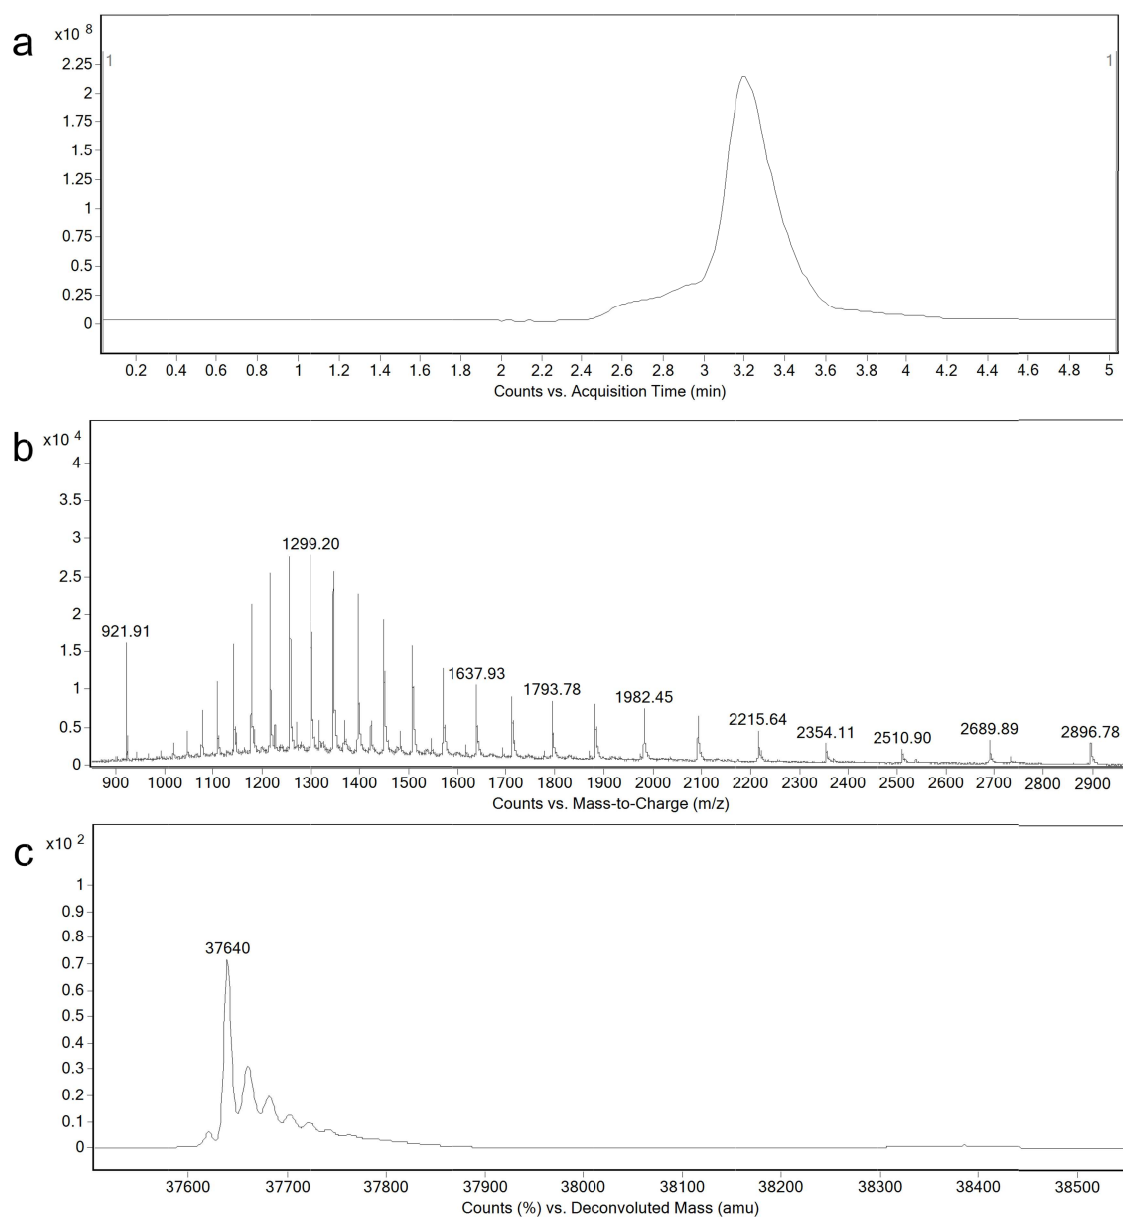 a
x10 8
1 1
2.25
2
1.75
1.5
1.25
1
0.75
0.5
0.25
0
0.2 0.4 0.6 0.8 1 1.2 1.4 1.6 1.8 2 2.2 2.4 2.6 2.8 3 3.2 3.4 3.6 3.8 4 4.2 4.4 4.6 4.8 5
Counts vs. Acquisition Time (min)
b
x10 4
4
3.5
3
2.5
2
1.5
1
0.5
0
921.91 1299.20 1637.93 1793.78 1982.45 2215.64 2354.11 2510.90 2689.89 2896.78
900 1000 1100 1200 1300 1400 1500 1600 1700 1800 1900 2000 2100 2200 2300 2400 2500 2600 2700 2800 2900
Counts vs. Mass-to-Charge (m/z)
c
x10 2
1
0.9
0.8
0.7
0.6
0.5
0.4
0.3
0.2
0.1
0
37640
37600 37700 37800 37900 38000 38100 38200 38300 38400 38500
Counts (%) vs. Deconvoluted Mass (amu)